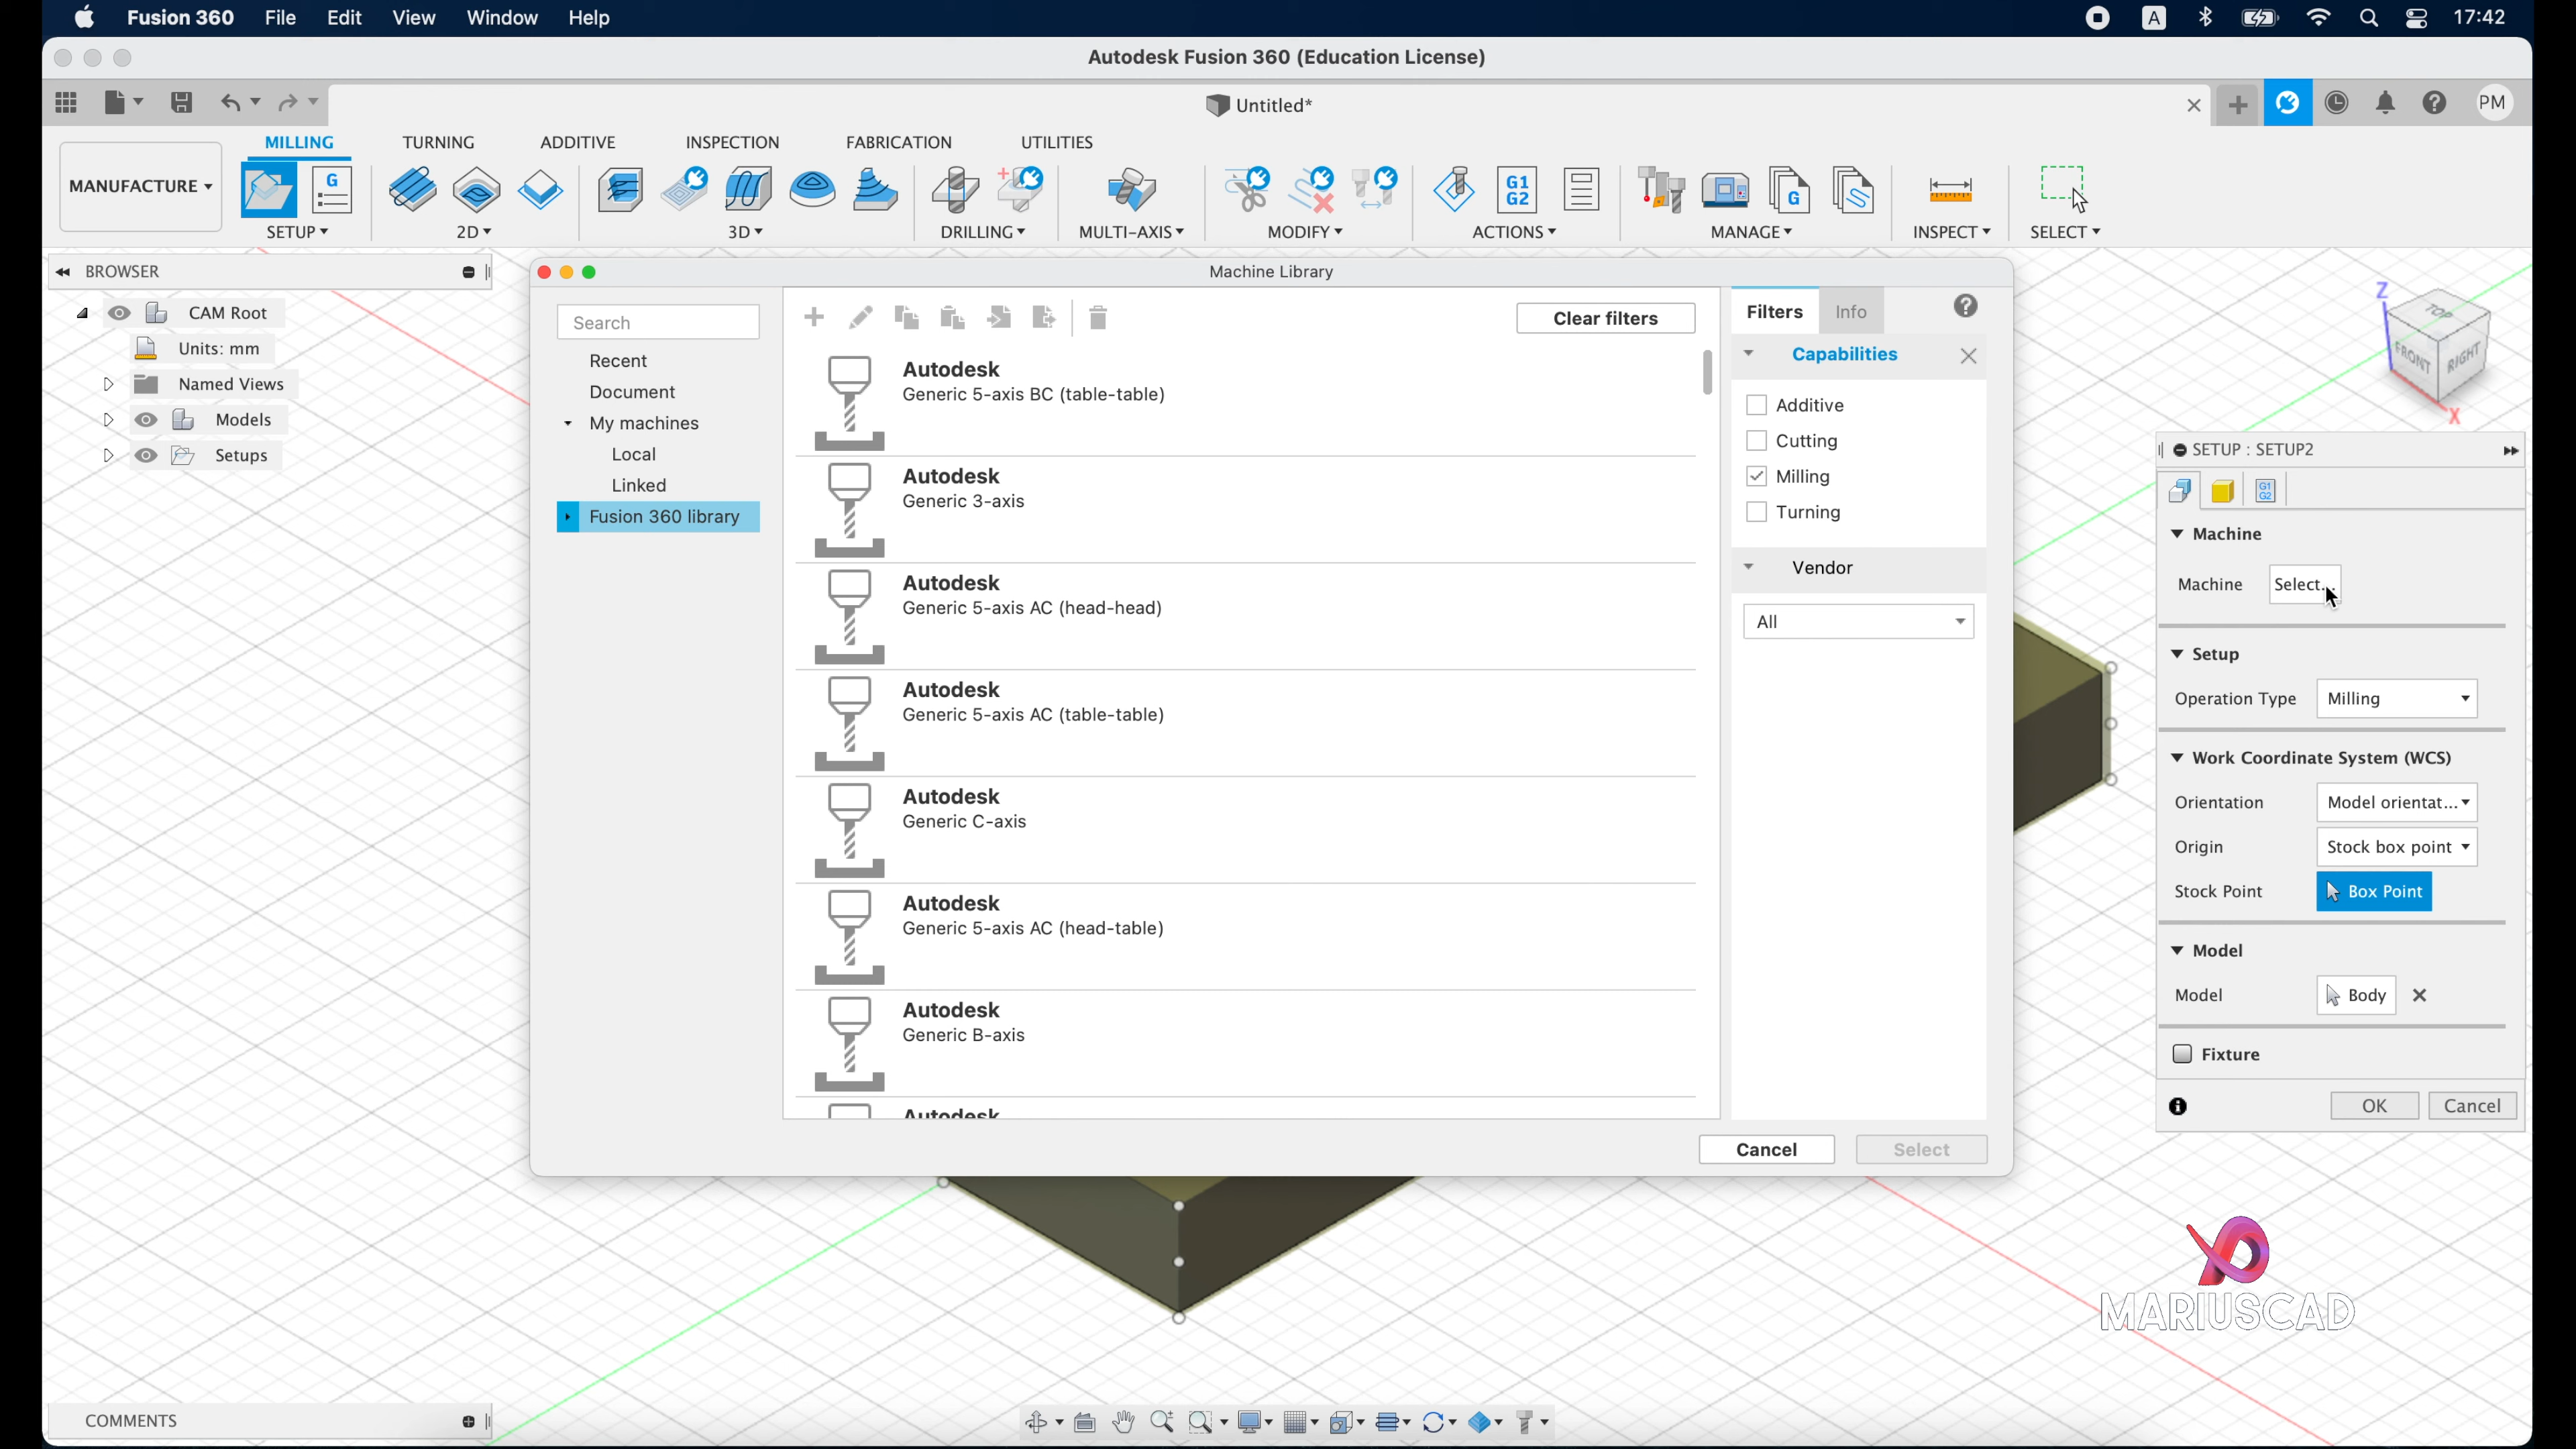 Fusion 360 File Edit View Window Help
A
17:42
Autodesk Fusion 360 (Education License)
Untitled*
PM
MILLING TURNING ADDITIVE INSPECTION FABRICATION UTILITIES
MANUFACTURE
G
G1
G2
G
SETUP 2D 3D DRILLING MULTI-AXIS MODIFY ACTIONS MANAGE INSPECT SELECT
BROWSER
CAM Root
Units: mm
Named Views
Models
Setups
Machine Library
Search
Recent
Document
My machines
Local
Linked
Fusion 360 library
Clear filters
Autodesk
Generic 5-axis BC (table-table)
Autodesk
Generic 3-axis
Autodesk
Generic 5-axis AC (head-head)
Autodesk
Generic 5-axis AC (table-table)
Autodesk
Generic C-axis
Autodesk
Generic 5-axis AC (head-table)
Autodesk
Generic B-axis
Autodesk
Filters Info
Capabilities
Additive
Cutting
Milling
Turning
Vendor
All
Cancel Select
Z
TOP
FRONT RIGHT
X
SETUP : SETUP2
G1
G2
Machine
Machine Select...
Setup
Operation Type Milling
Work Coordinate System (WCS)
Orientation Model orientat...
Origin Stock box point
Stock Point Box Point
Model
Model Body
Fixture
OK Cancel
MARIUSCAD
COMMENTS